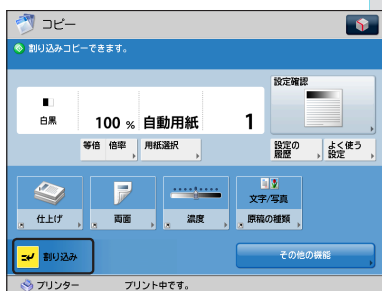 コピー
割り込みコピーできます。
設定確認
白黒 100 % 自動用紙 1
等倍 倍率 用紙選択 設定の履歴 よく使う設定
仕上げ 両面 濃度 文字/写真 原稿の種類
割り込み その他の機能
プリンター プリント中です。